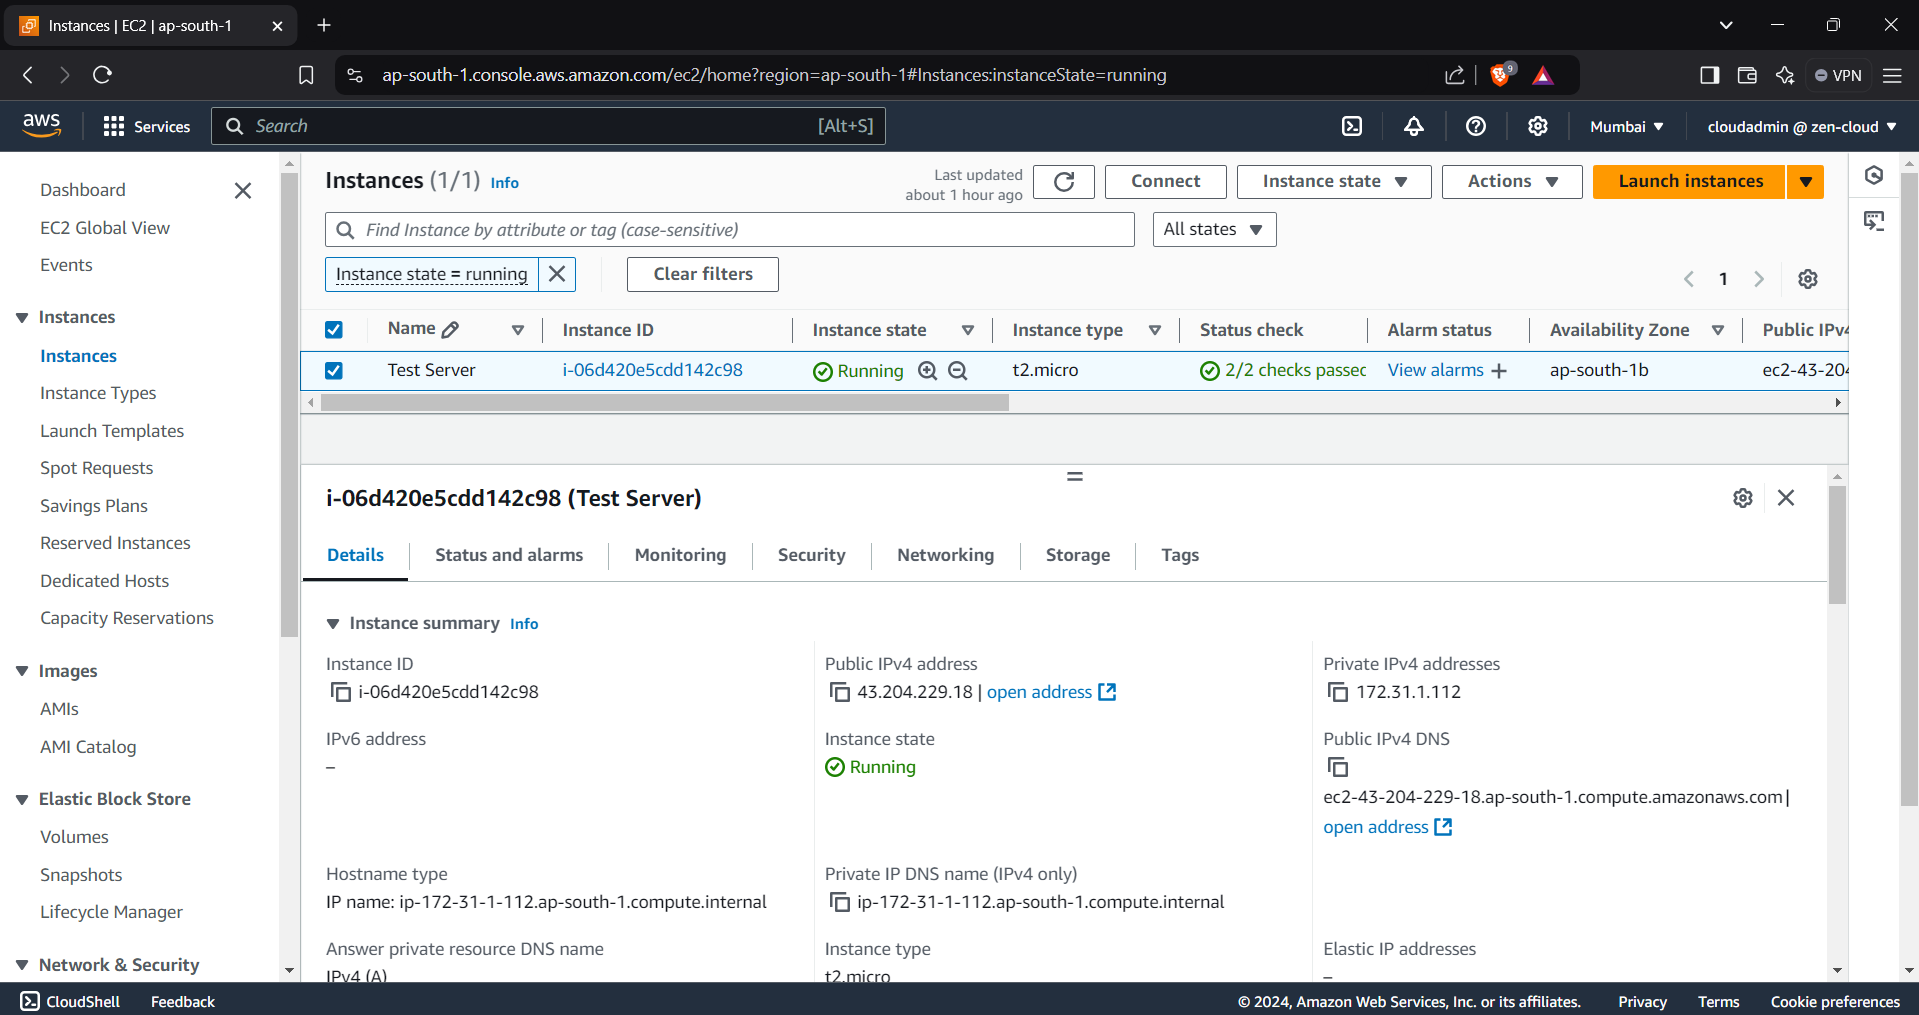 Instances | EC2 | ap-south-1
ap-south-1.console.aws.amazon.com/ec2/home?region=ap-south-1#Instances:instanceState=running
9
VPN
aws
Services
Search
[Alt+S]
Mumbai
cloudadmin @ zen-cloud
Dashboard
EC2 Global View
Events
Instances
Instances
Instance Types
Launch Templates
Spot Requests
Savings Plans
Reserved Instances
Dedicated Hosts
Capacity Reservations
Images
AMIs
AMI Catalog
Elastic Block Store
Volumes
Snapshots
Lifecycle Manager
Network & Security
Instances (1/1) Info
Last updated
about 1 hour ago
Connect
Instance state
Actions
Launch instances
Find Instance by attribute or tag (case-sensitive)
All states
Instance state = running
Clear filters
1
Name
Instance ID
Instance state
Instance type
Status check
Alarm status
Availability Zone
Public IPv4
Test Server
i-06d420e5cdd142c98
Running
t2.micro
2/2 checks passec
View alarms
ap-south-1b
ec2-43-204
i-06d420e5cdd142c98 (Test Server)
Details
Status and alarms
Monitoring
Security
Networking
Storage
Tags
Instance summary Info
Instance ID
i-06d420e5cdd142c98
Public IPv4 address
43.204.229.18 | open address
Private IPv4 addresses
172.31.1.112
IPv6 address
–
Instance state
Running
Public IPv4 DNS
ec2-43-204-229-18.ap-south-1.compute.amazonaws.com |
open address
Hostname type
IP name: ip-172-31-1-112.ap-south-1.compute.internal
Private IP DNS name (IPv4 only)
ip-172-31-1-112.ap-south-1.compute.internal
Answer private resource DNS name
IPv4 (A)
Instance type
t2.micro
Elastic IP addresses
–
CloudShell
Feedback
© 2024, Amazon Web Services, Inc. or its affiliates.
Privacy
Terms
Cookie preferences